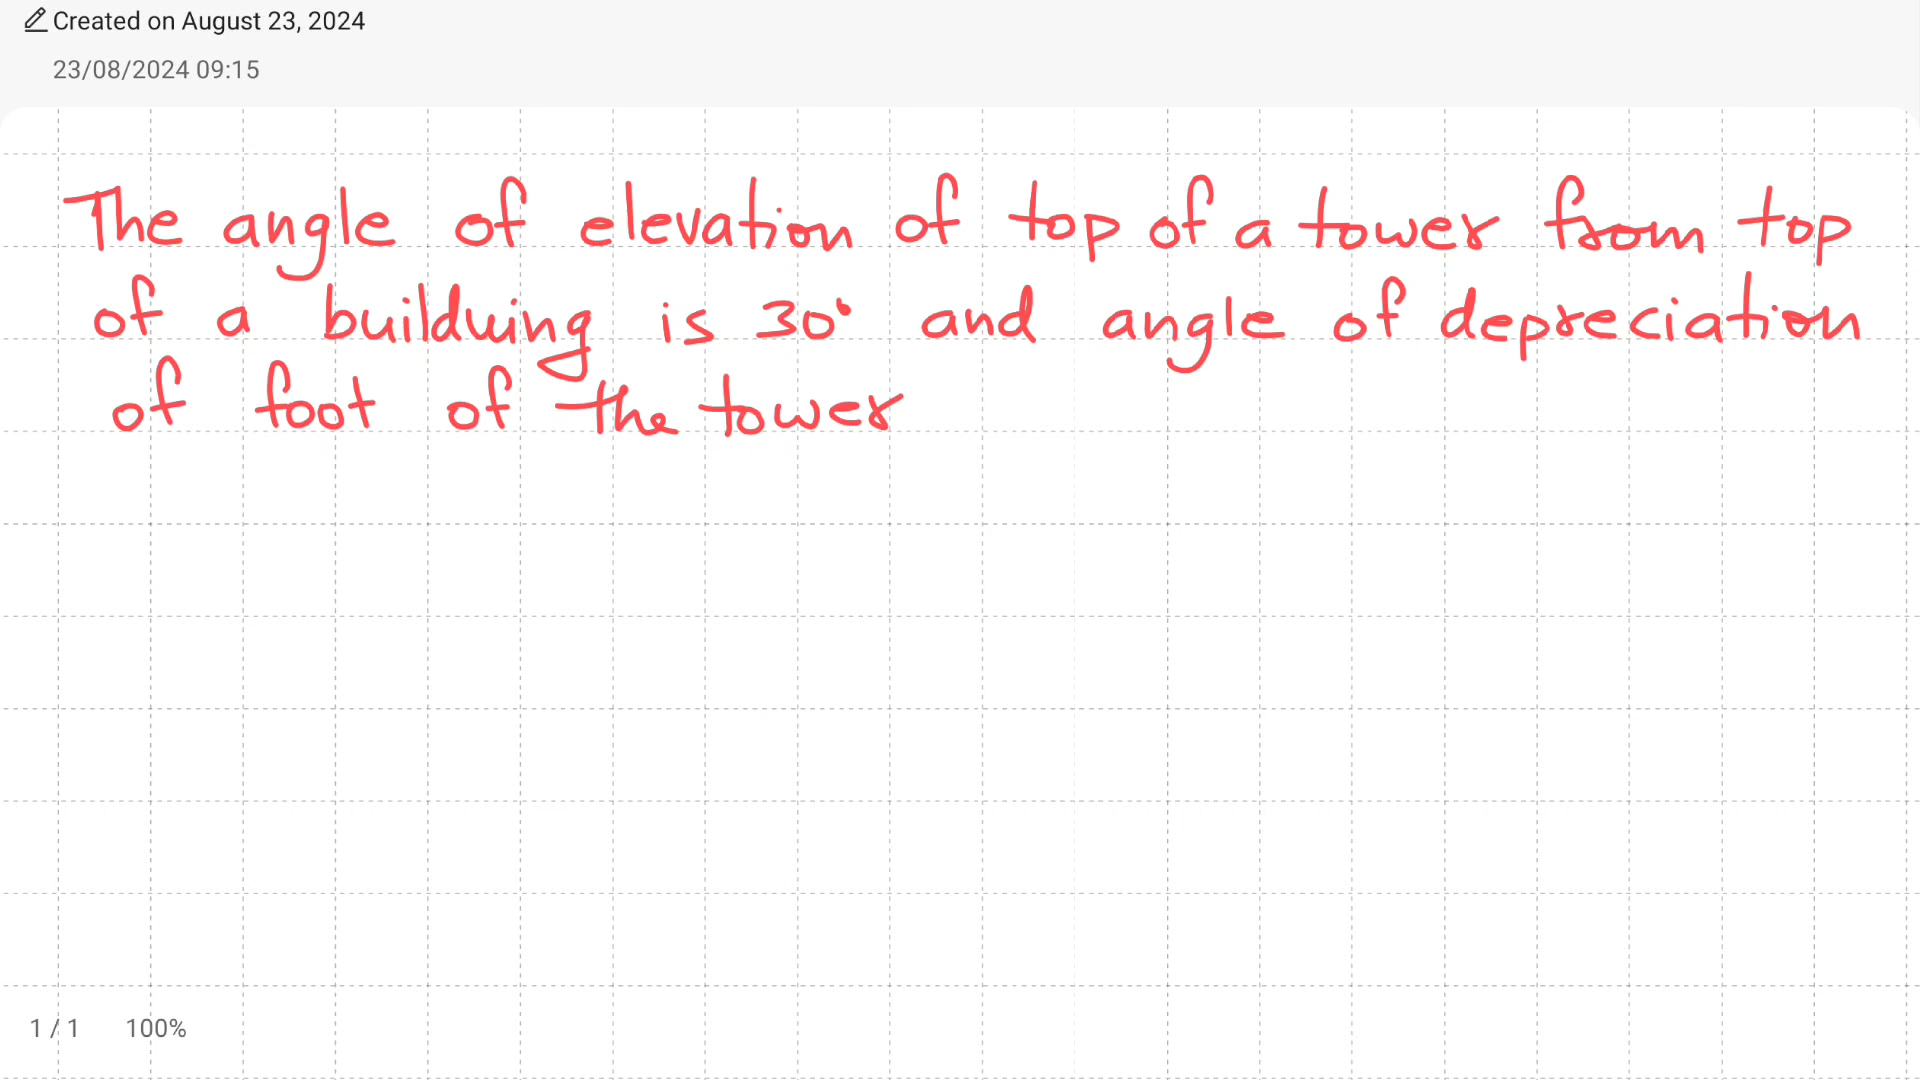 Created on August 23, 2024
23/08/2024 09:15
The angle of elevation of top of a tower from top
of a builduing is 30° and angle of depreciation
of foot of the tower
1 / 1 100%